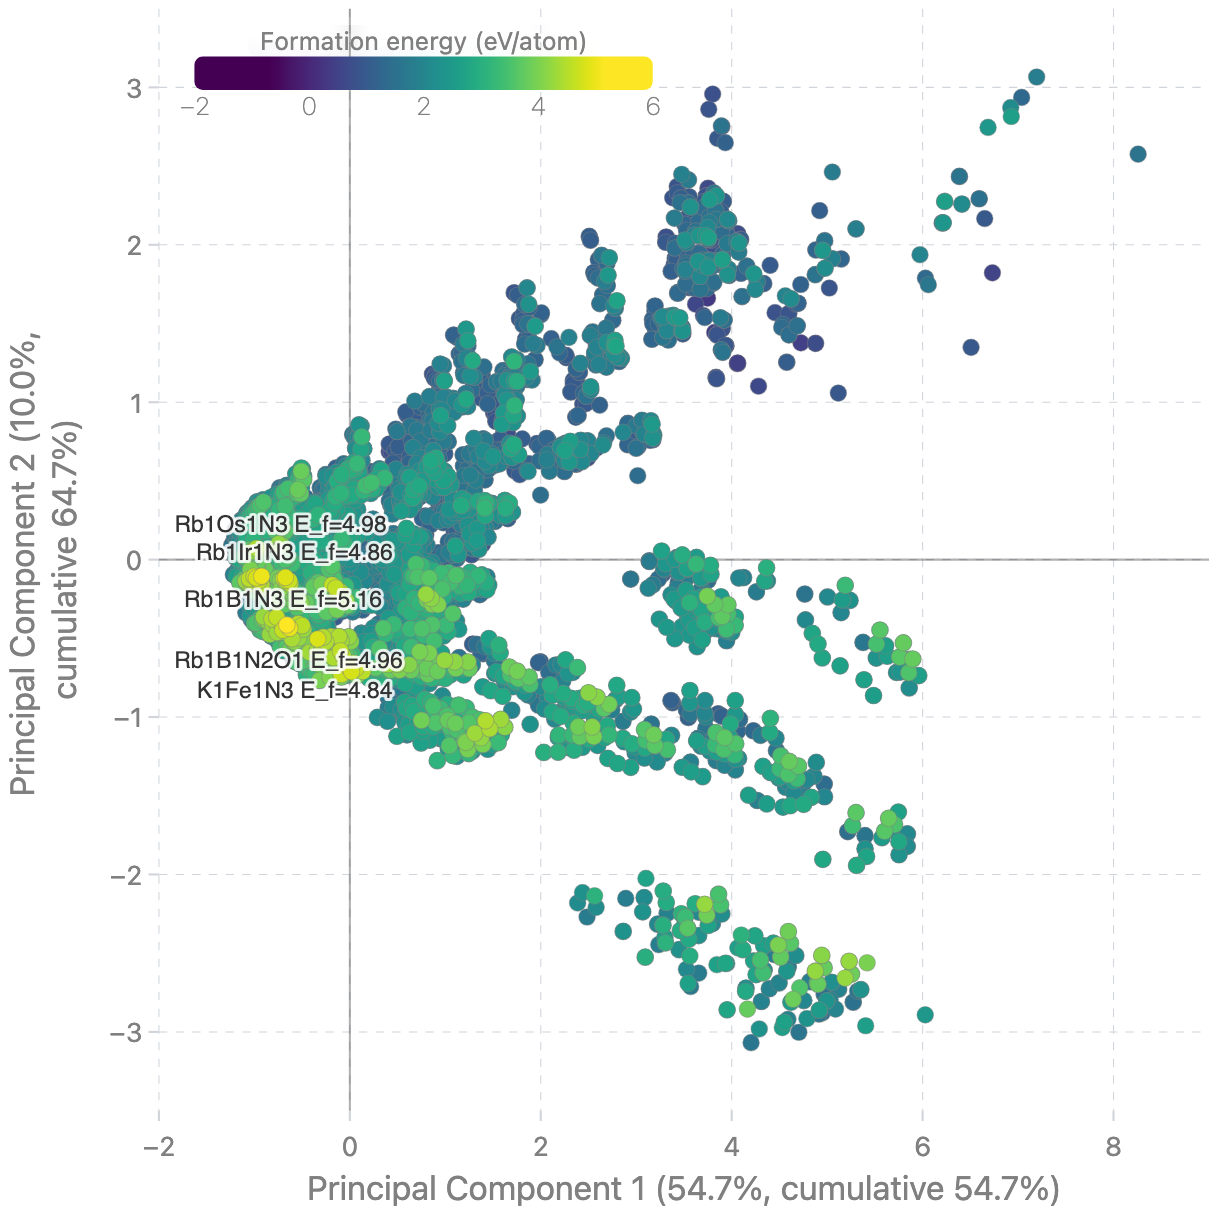 Formation energy (eV/atom)
−2 0 2 4 6
3
2
1
0
−1
−2
−3
Principal Component 2 (10.0%,
cumulative 64.7%)
Rb1Os1N3 E_f=4.98
Rb1Ir1N3 E_f=4.86
Rb1B1N3 E_f=5.16
Rb1B1N2O1 E_f=4.96
K1Fe1N3 E_f=4.84
−2 0 2 4 6 8
Principal Component 1 (54.7%, cumulative 54.7%)